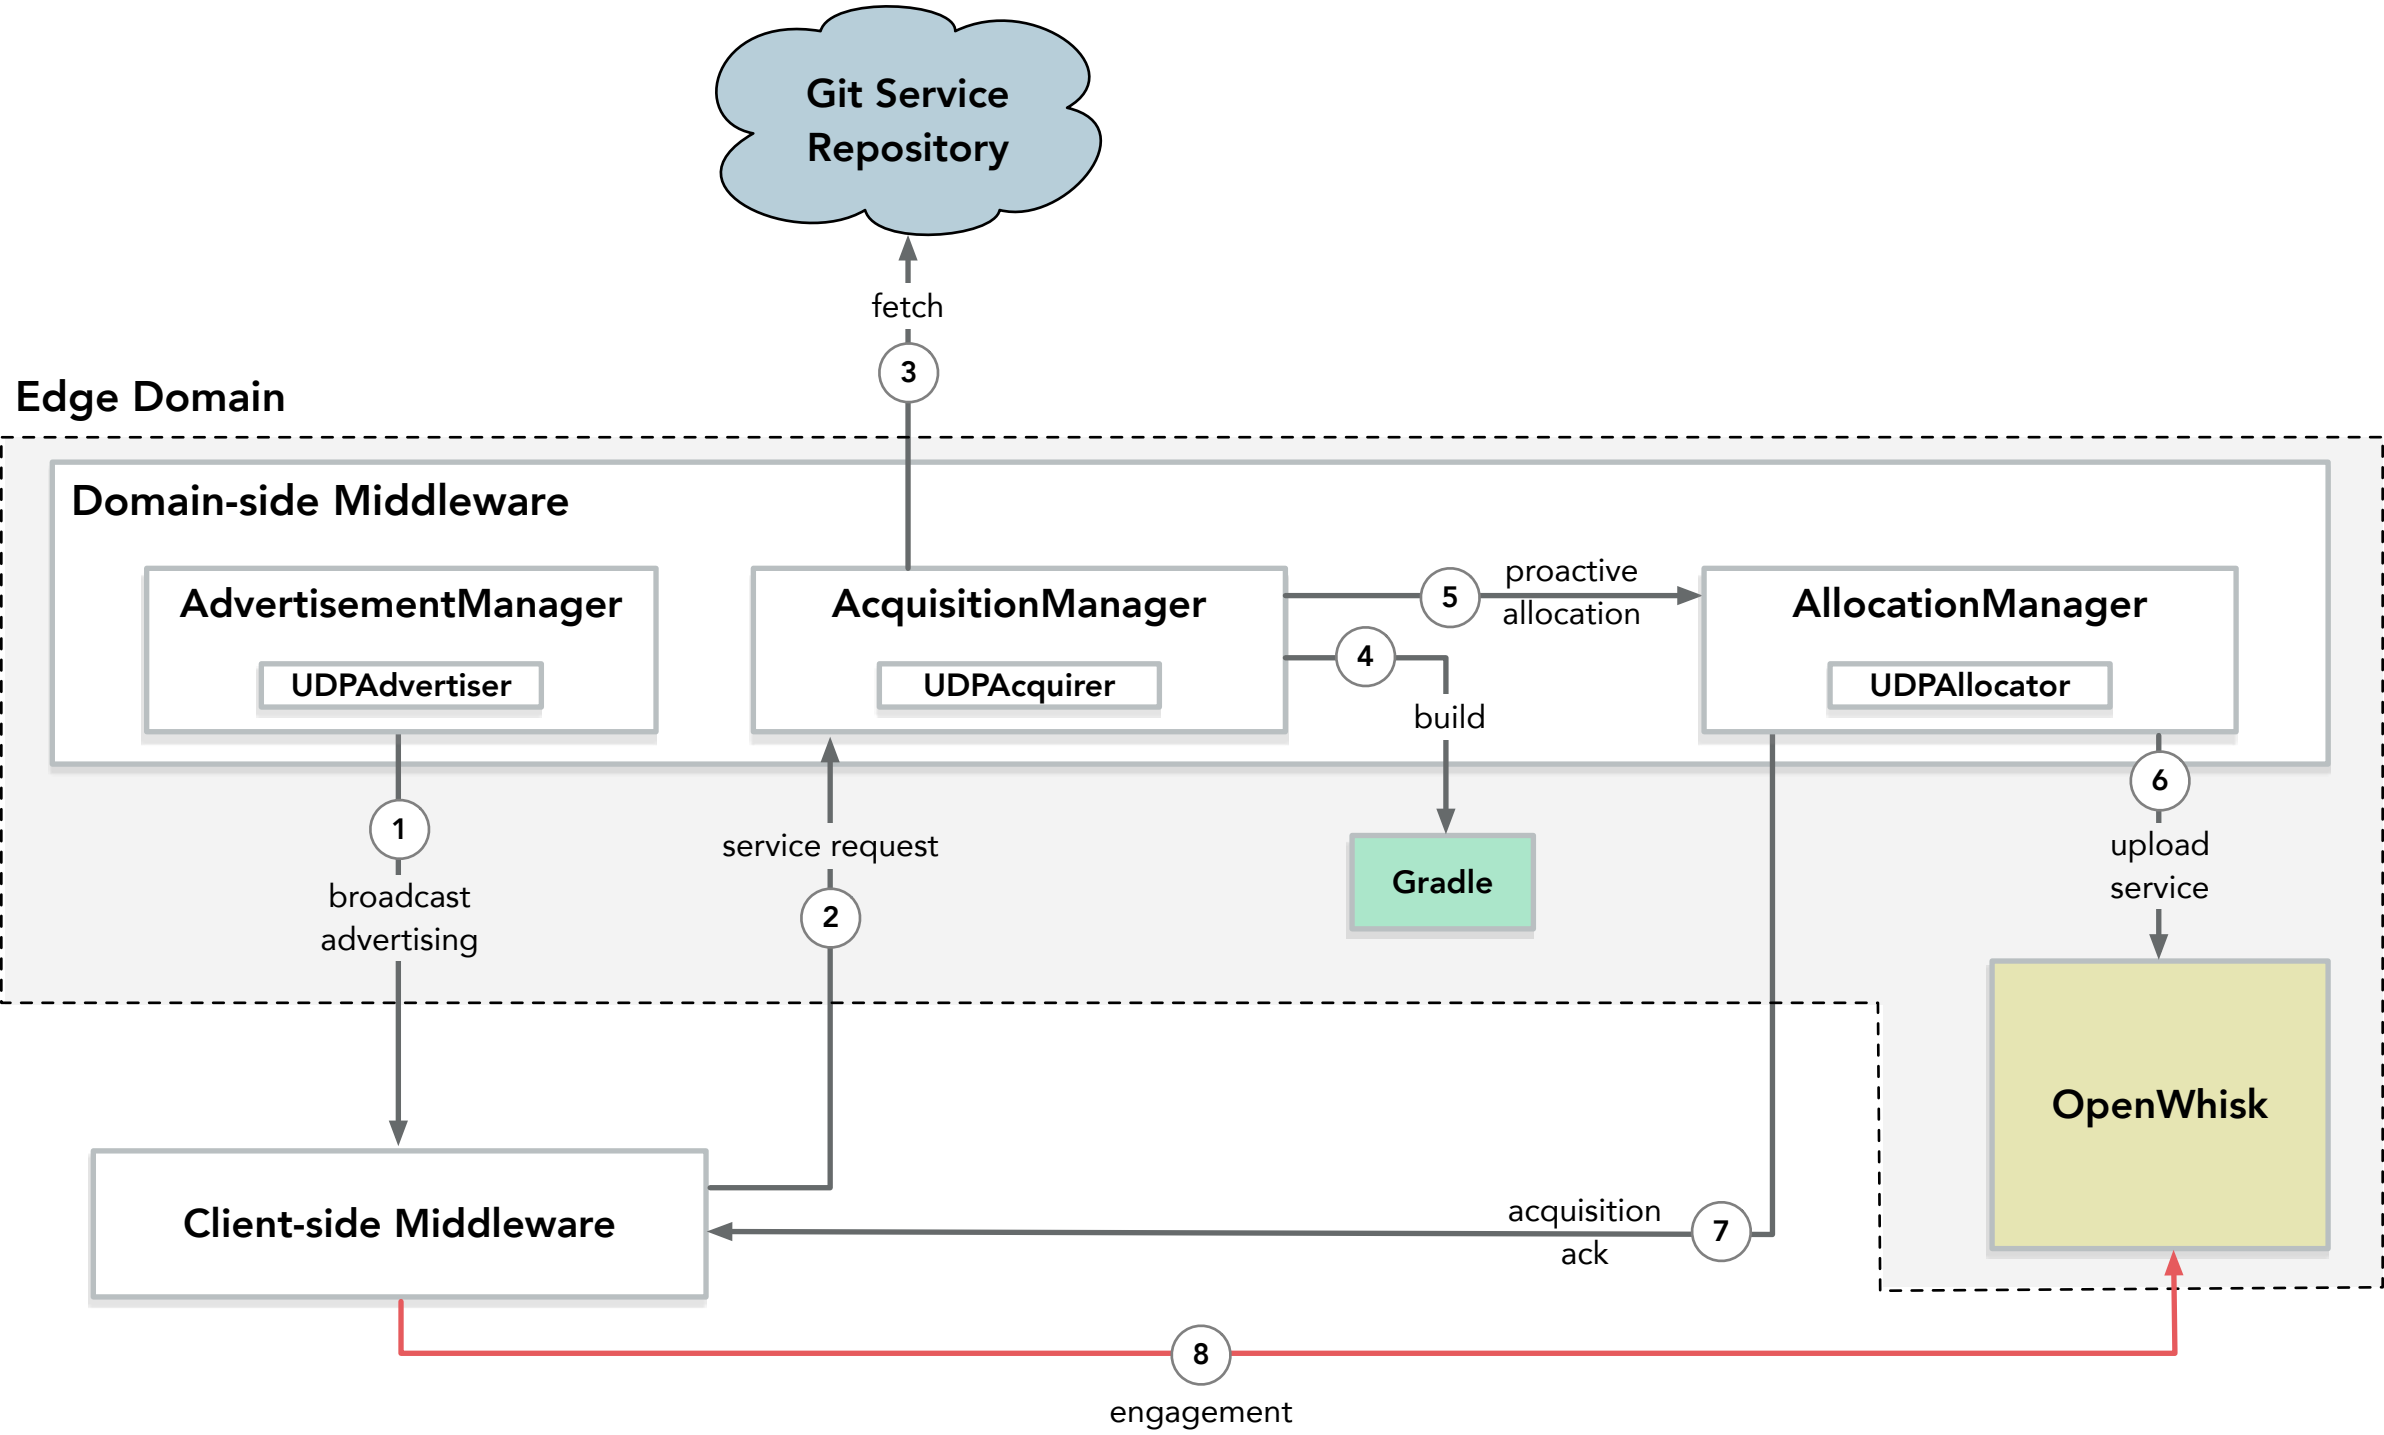 Git Service
Repository
fetch
3
Edge Domain
Domain-side Middleware
AdvertisementManager
UDPAdvertiser
AcquisitionManager
UDPAcquirer
5
proactive
allocation
4
build
AllocationManager
UDPAllocator
1
broadcast
advertising
service request
2
Gradle
6
upload
service
OpenWhisk
Client-side Middleware
acquisition
ack
7
8
engagement